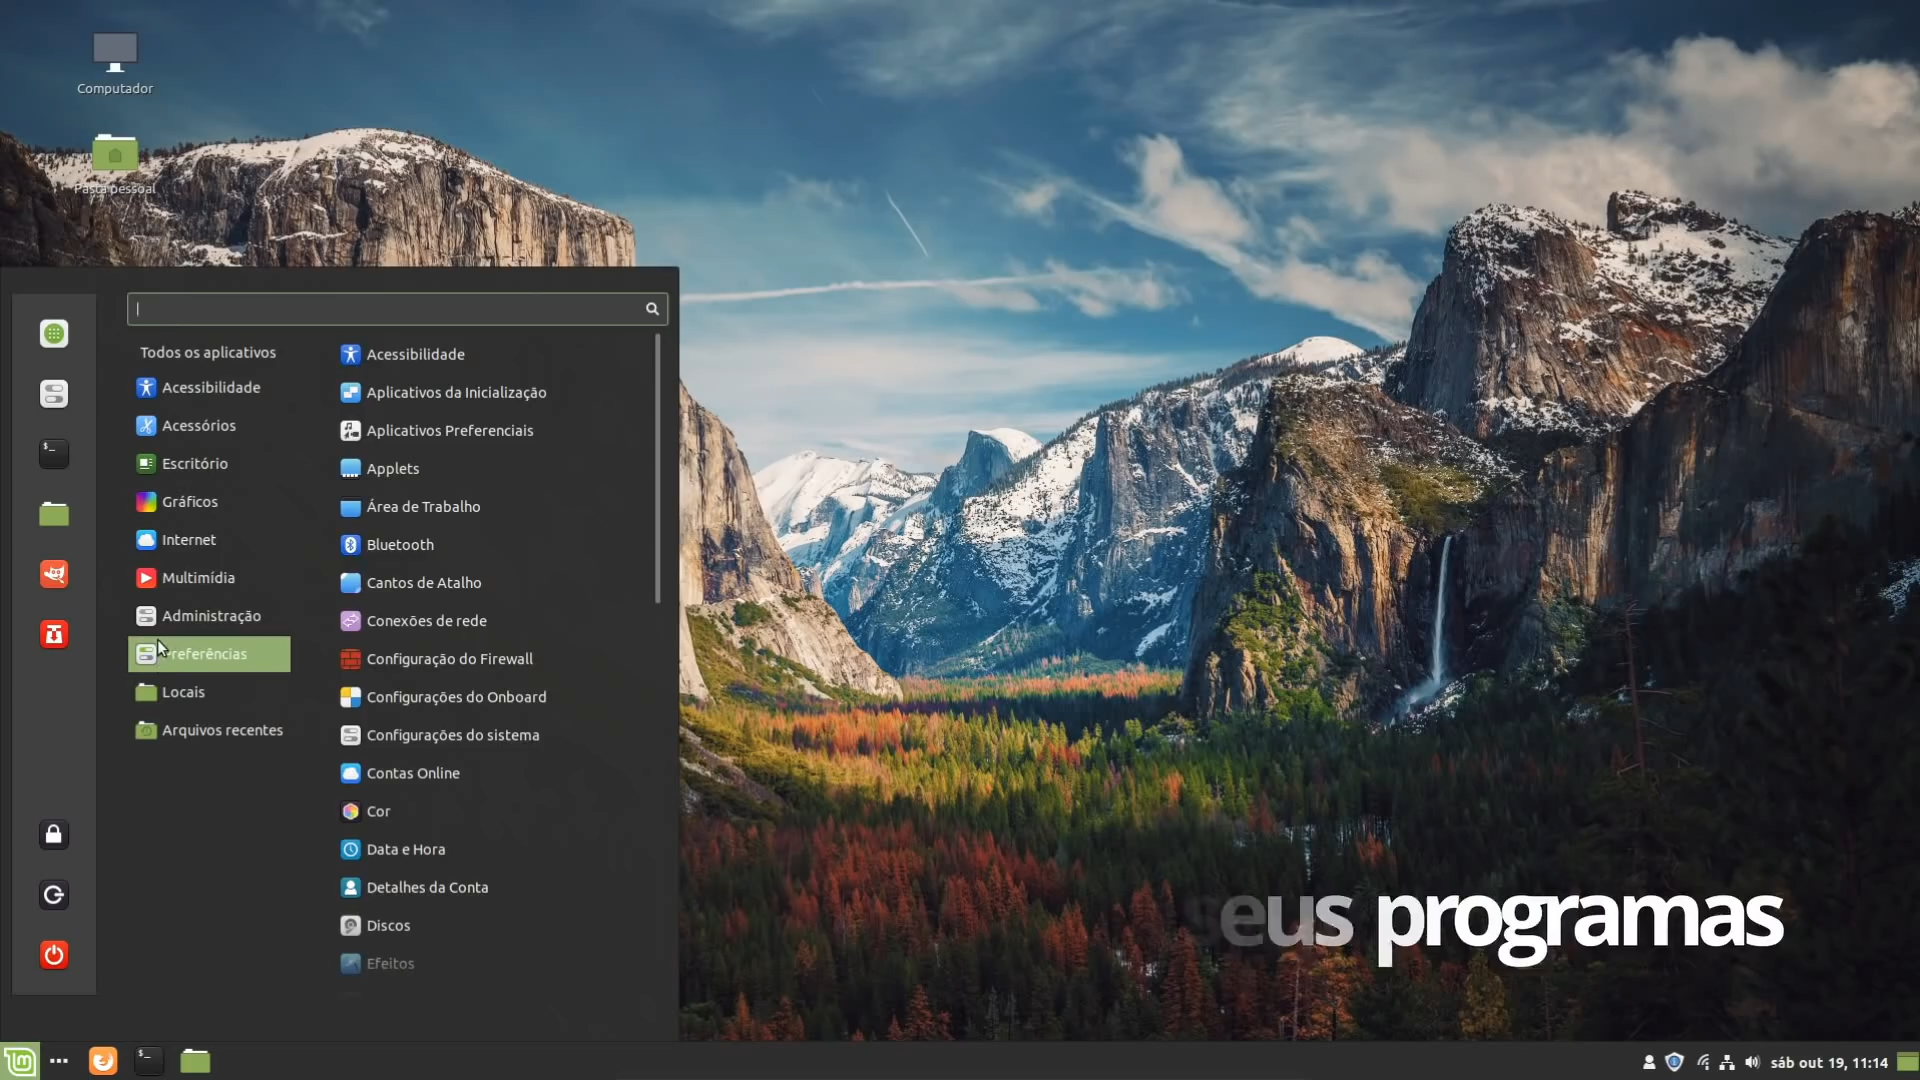 Computador
Pasta pessoal
Todos os aplicativos
Acessibilidade
Acessórios
Escritório
Gráficos
Internet
Multimídia
Administração
referências
Locais
Arquivos recentes
Acessibilidade
Aplicativos da Inicialização
Aplicativos Preferenciais
Applets
Área de Trabalho
Bluetooth
Cantos de Atalho
Conexões de rede
Configuração do Firewall
Configurações do Onboard
Configurações do sistema
Contas Online
Cor
Data e Hora
Detalhes da Conta
Discos
Efeitos
seus programas
sáb out 19, 11:14